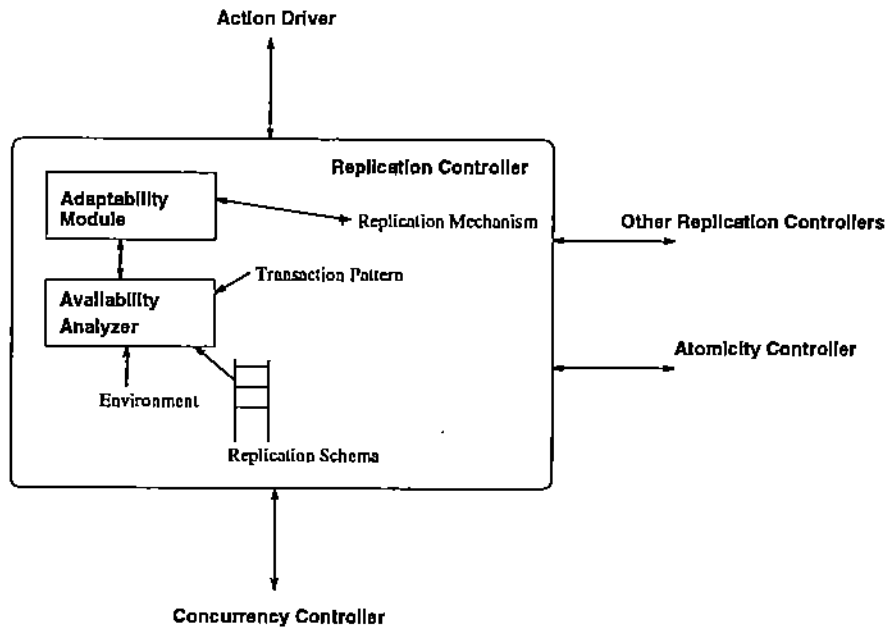 Action Driver
Replication Controller
Adaptability
Module
Replication Mechanism
Other Replication Controllers
Transaction Pattern
Availability
Analyzer
Atomicity Controller
Environment
Replication Schema
Concurrency Controller